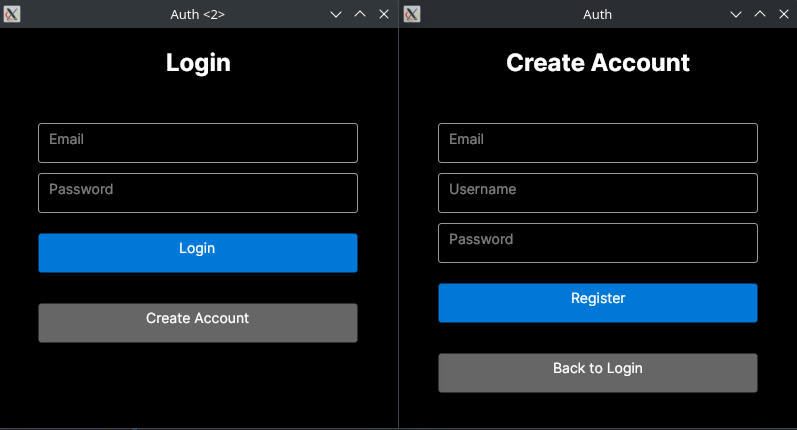 Auth <2>
Login
Email
Password
Login
Create Account
Auth
Create Account
Email
Username
Password
Register
Back to Login